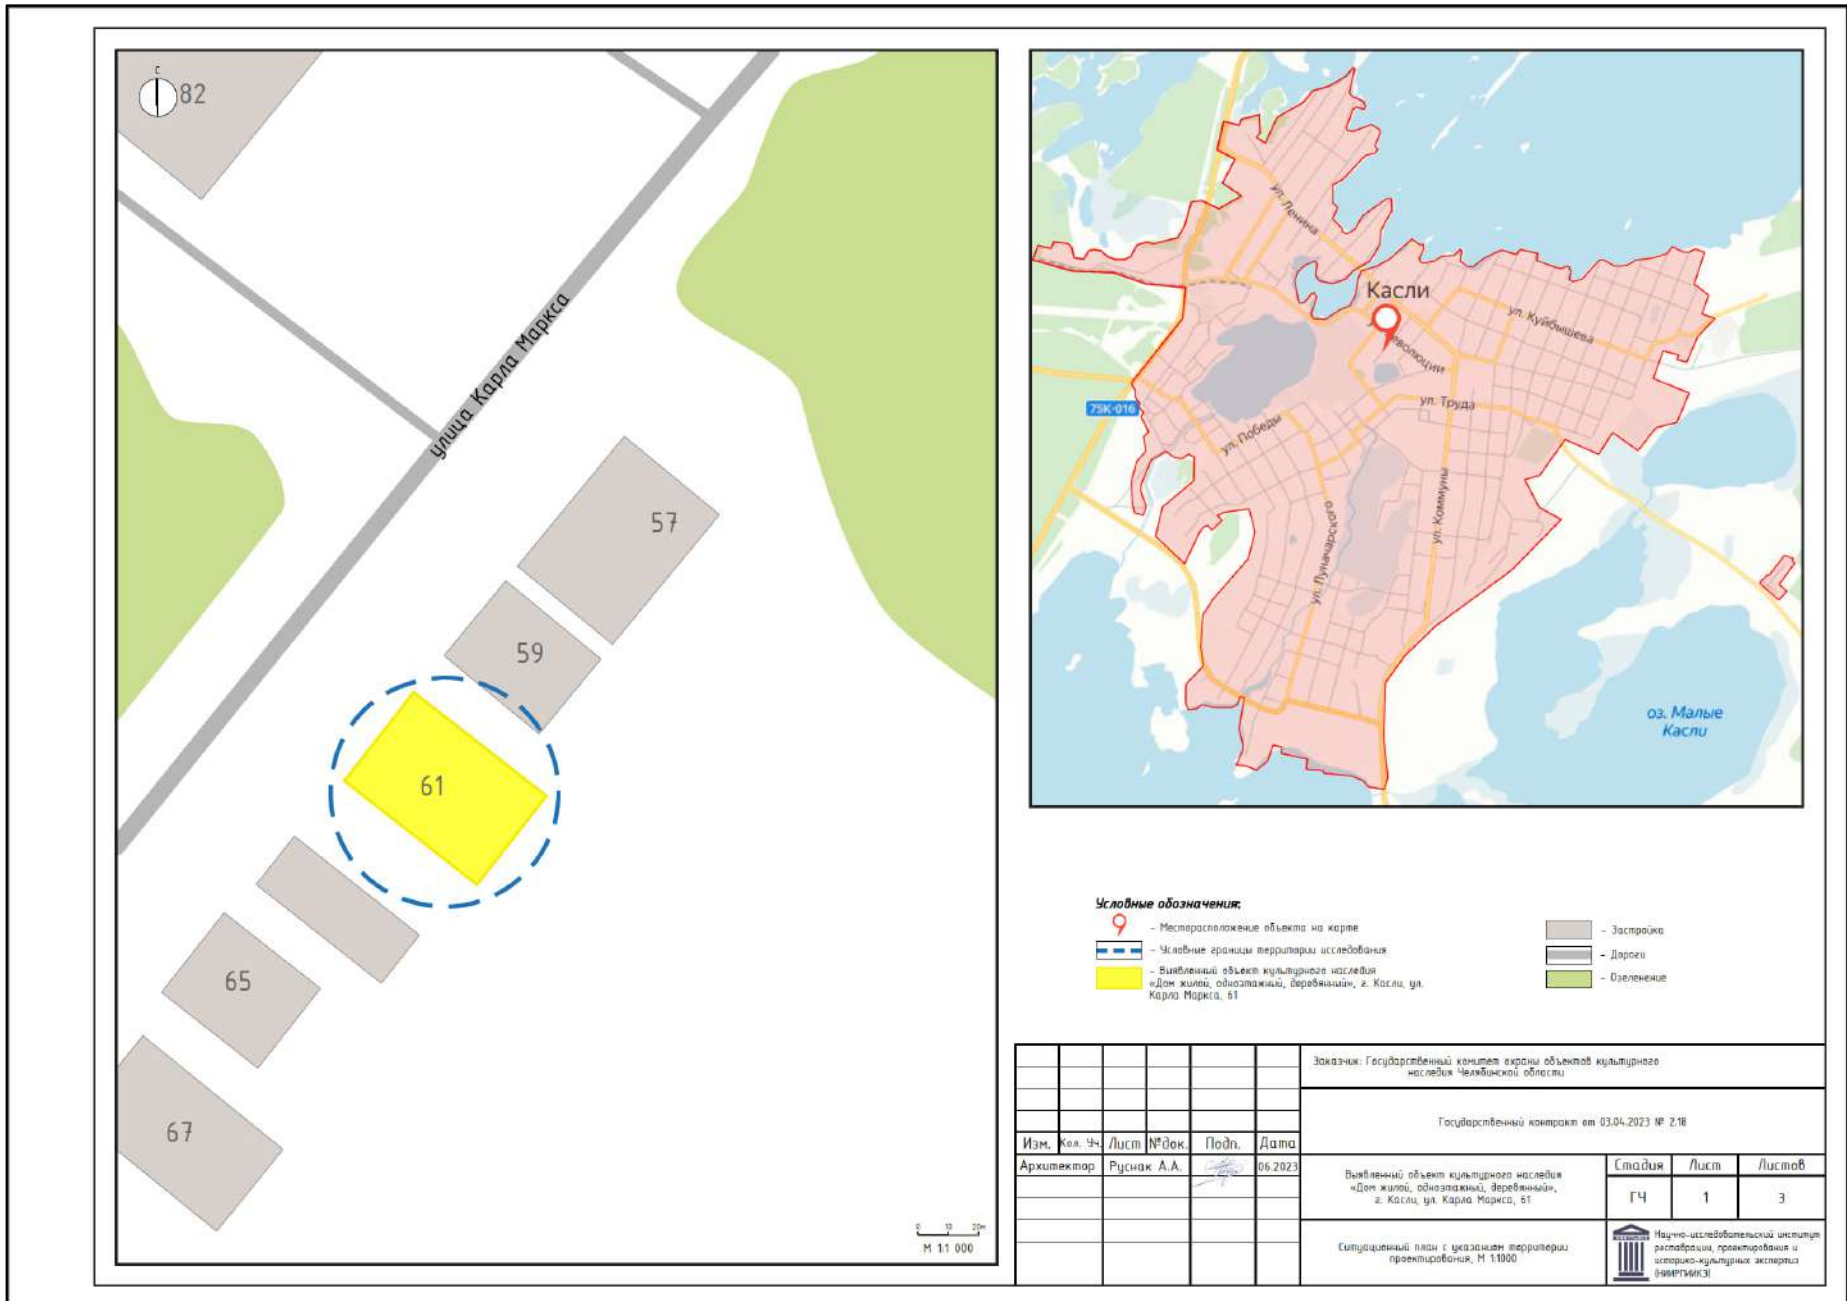 С
82
улица Карла Маркса
57
59
61
65
67
0 10 20м
М 1:1 000
ул. Ленина
Касли
ул. Куйбышева
еволюции
75К-016
ул. Труда
ул. Победы
ул. Луначарского
ул. Коммуны
оз. Малые
Касли
Условные обозначения:
- Месторасположение объекта на карте
- Условные границы территории исследования
- Выявленный объект культурного наследия
«Дом жилой, одноэтажный, деревянный», г. Касли, ул.
Карла Маркса, 61
- Застройка
- Дороги
- Озеленение
Заказчик: Государственный комитет охраны объектов культурного
наследия Челябинской области
Государственный контракт от 03.04.2023 № 2.18
Изм. Кол. Уч. Лист №док. Подп. Дата
Архитектор Руснак А.А. 06.2023
Выявленный объект культурного наследия
«Дом жилой, одноэтажный, деревянный»,
г. Касли, ул. Карла Маркса, 61
Стадия Лист Листов
ГЧ 1 3
Ситуационный план с указанием территории
проектирования, М 1:1000
Научно-исследовательский институт
реставрации, проектирования и
историко-культурных экспертиз
(НИИРПИИКЭ)